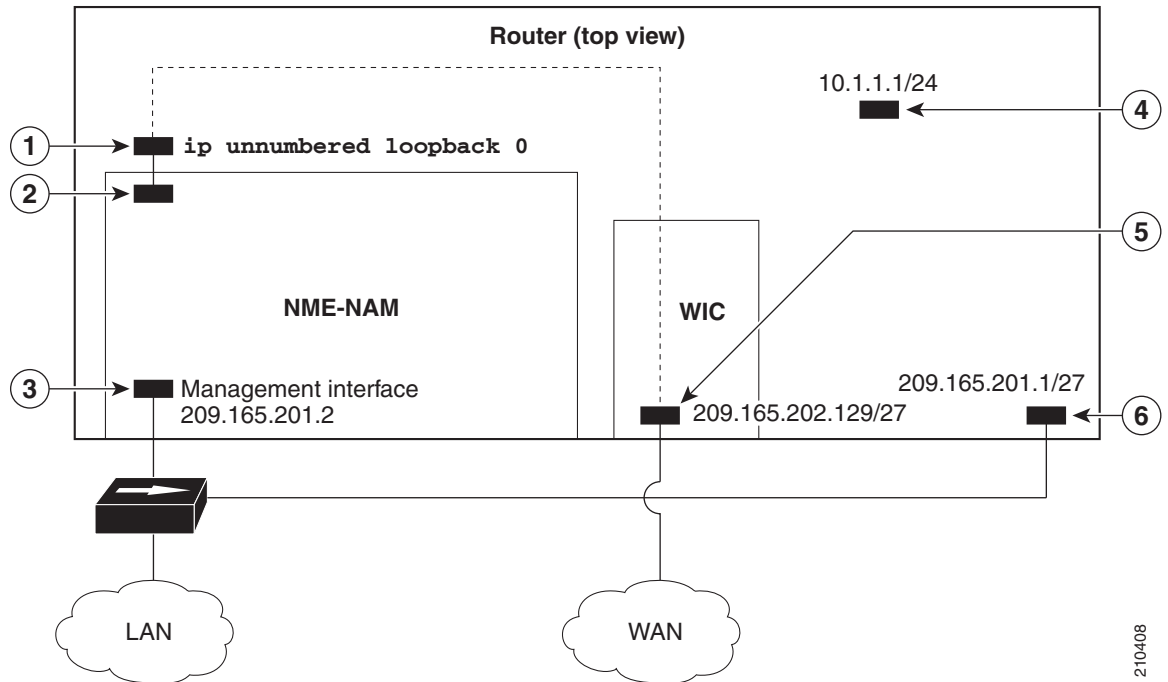 Router (top view)
10.1.1.1/24
4
1
ip unnumbered loopback 0
2
5
NME-NAM
WIC
3
Management interface
209.165.201.2
209.165.202.129/27
209.165.201.1/27
6
LAN
WAN
210408